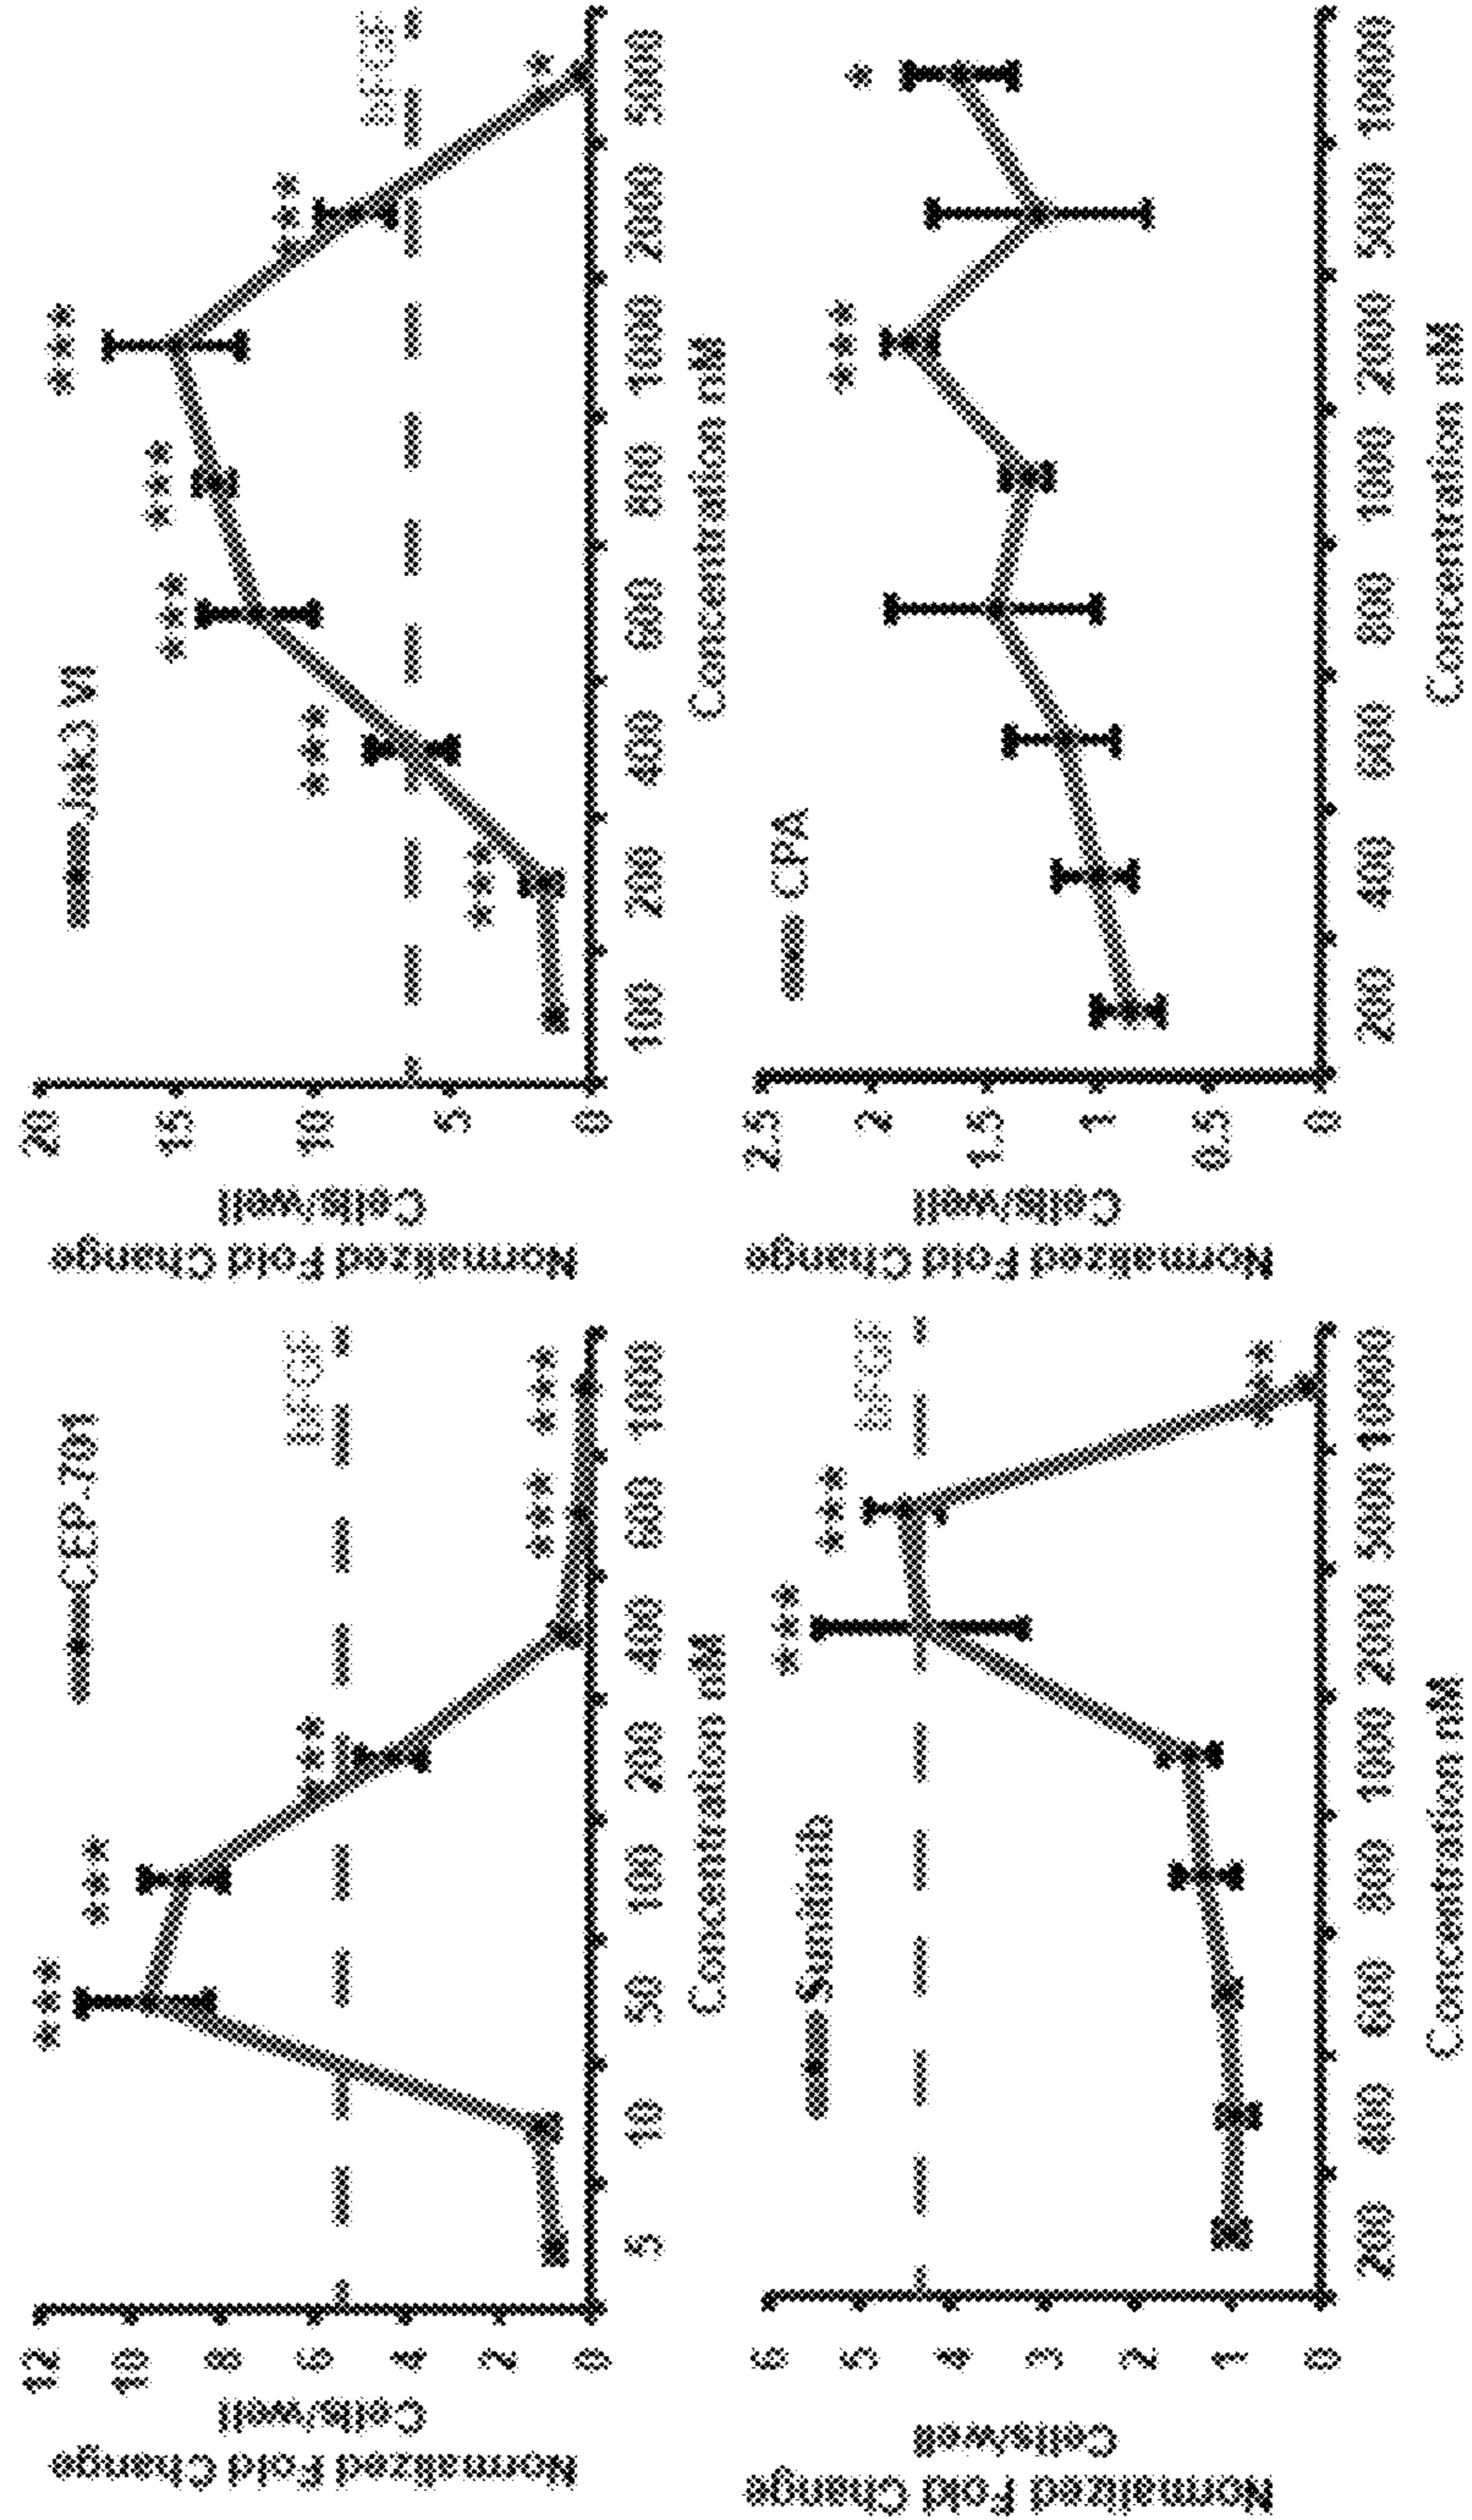 CEP-701
Normalized Fold Change
Cells/well
12
10
8
6
4
2
0
***
***
***
***
***
bFGF
5 10 50 100 200 400 1000
Concentration nM
Jak3 VI
Normalized Fold Change
Cells/well
20
15
10
5
0
***
***
***
***
***
***
*
bFGF
100 200 400 600 800 1000 2000 5000
Concentration nM
Sunitinib
Normalized Fold Change
Cells/well
6
5
4
3
2
1
0
***
***
***
bFGF
200 400 600 800 1000 2000 5000 10000
Concentration nM
CPA
Normalized Fold Change
Cells/well
2.5
2
1.5
1
0.5
0
***
*
200 400 600 800 1000 2000 5000 10000
Concentration nM